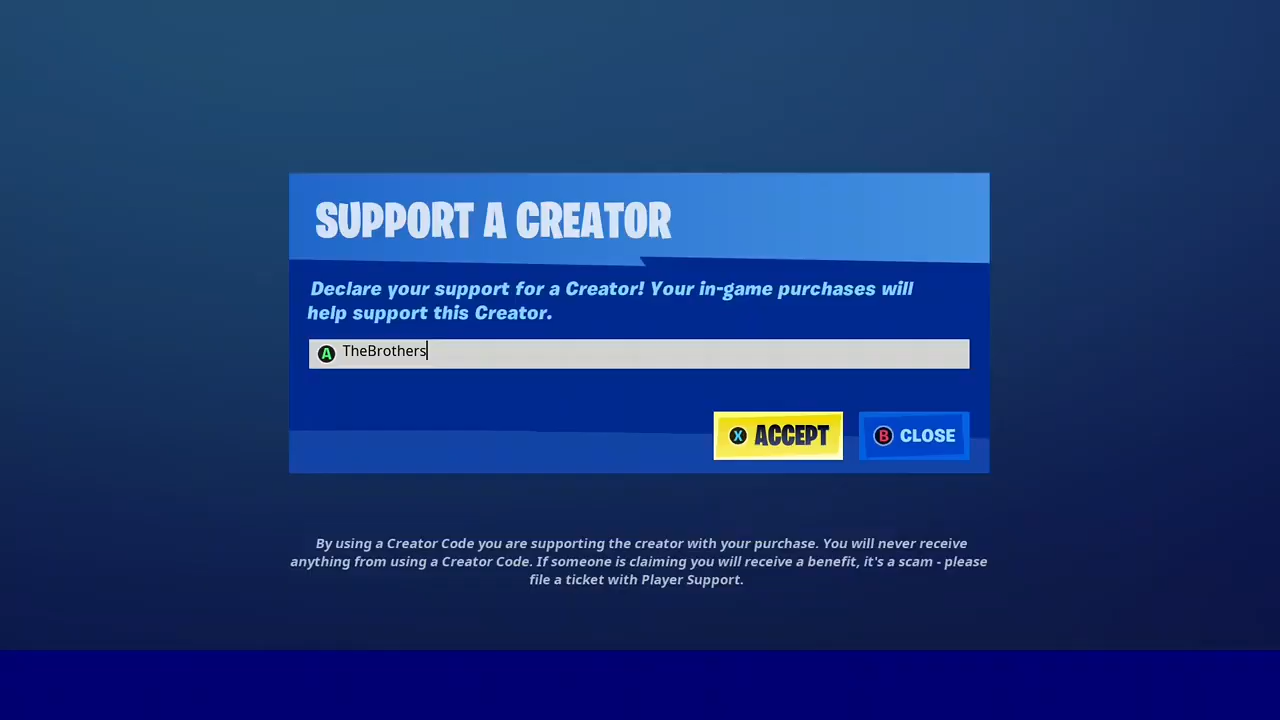 SUPPORT A CREATOR
Declare your support for a Creator! Your in-game purchases will
help support this Creator.
A TheBrothers
X ACCEPT B CLOSE
By using a Creator Code you are supporting the creator with your purchase. You will never receive
anything from using a Creator Code. If someone is claiming you will receive a benefit, it's a scam - please
file a ticket with Player Support.